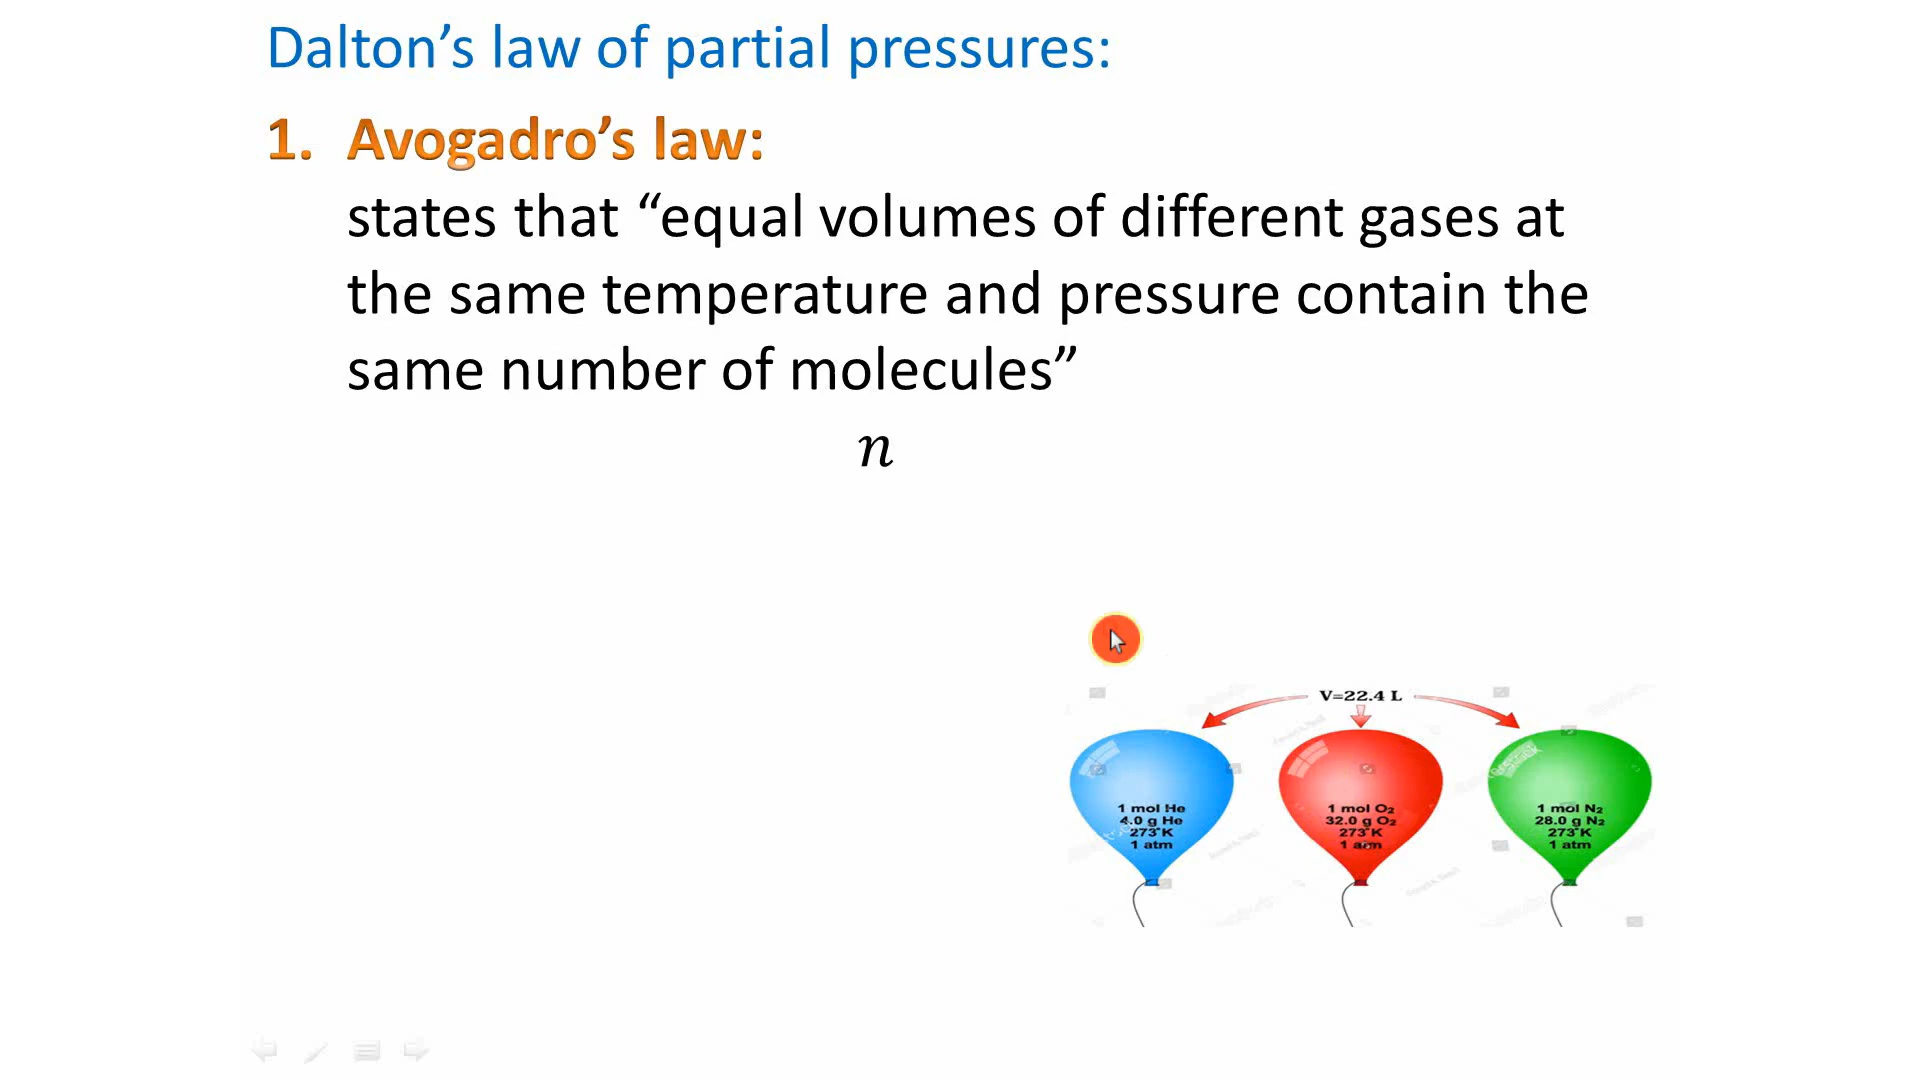 Dalton’s law of partial pressures:
1. Avogadro’s law:
states that “equal volumes of different gases at
the same temperature and pressure contain the
same number of molecules”
n
V=22.4 L
1 mol He
4.0 g He
273°K
1 atm
1 mol O₂
32.0 g O₂
273°K
1 atm
1 mol N₂
28.0 g N₂
273°K
1 atm